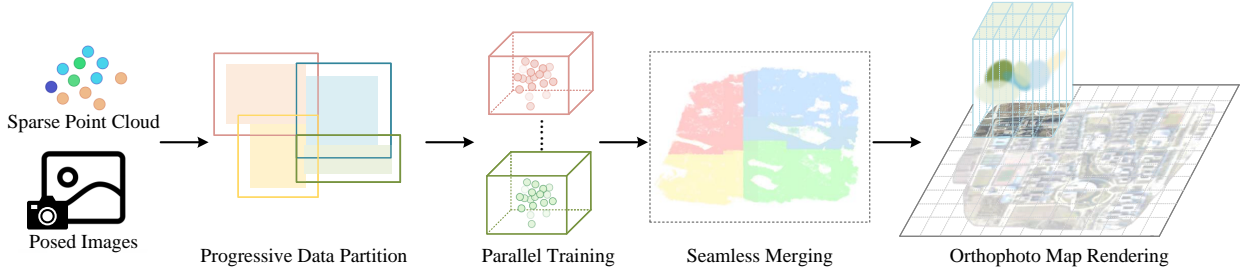 Sparse Point Cloud
Posed Images
Progressive Data Partition
Parallel Training
Seamless Merging
Orthophoto Map Rendering